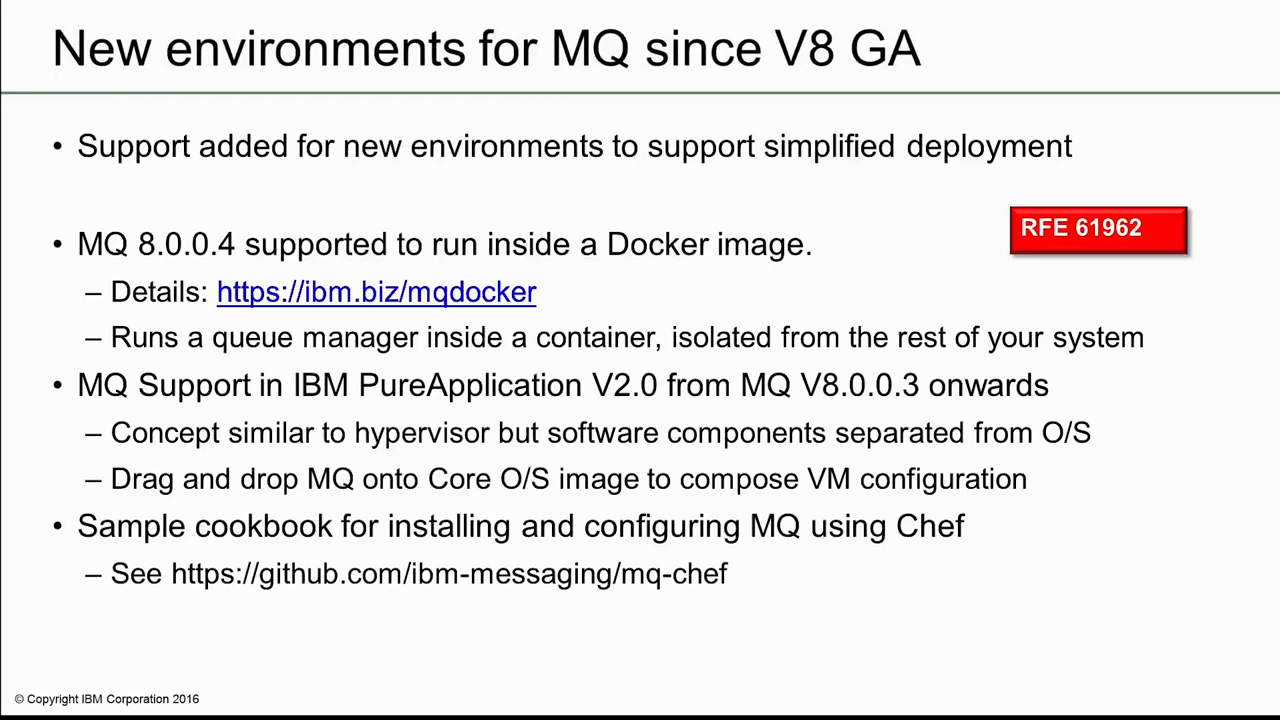 New environments for MQ since V8 GA
• Support added for new environments to support simplified deployment
RFE 61962
• MQ 8.0.0.4 supported to run inside a Docker image.
– Details: https://ibm.biz/mqdocker
– Runs a queue manager inside a container, isolated from the rest of your system
• MQ Support in IBM PureApplication V2.0 from MQ V8.0.0.3 onwards
– Concept similar to hypervisor but software components separated from O/S
– Drag and drop MQ onto Core O/S image to compose VM configuration
• Sample cookbook for installing and configuring MQ using Chef
– See https://github.com/ibm-messaging/mq-chef
© Copyright IBM Corporation 2016